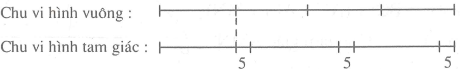 Chu vi hình vuông :
Chu vi hình tam giác :
5 5 5